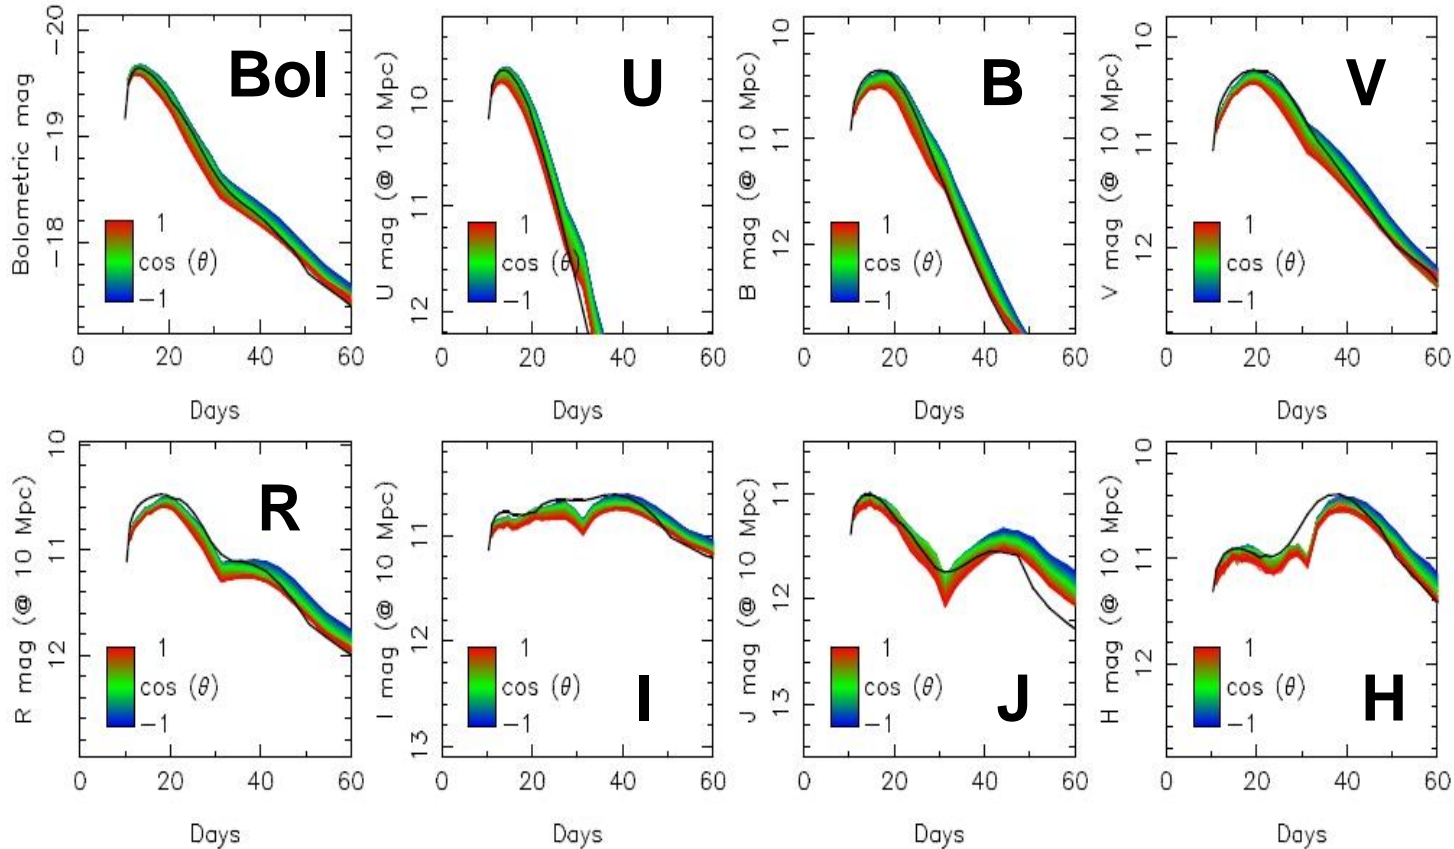 Bol
Bolometric mag
−20
−19
−18
1
cos (θ)
−1
0 20 40 60
Days
U
U mag (@ 10 Mpc)
10
11
12
1
cos (θ)
−1
0 20 40 60
Days
B
B mag (@ 10 Mpc)
10
11
12
1
cos (θ)
−1
0 20 40 60
Days
V
V mag (@ 10 Mpc)
10
11
12
1
cos (θ)
−1
0 20 40 60
Days
R
R mag (@ 10 Mpc)
10
11
12
1
cos (θ)
−1
0 20 40 60
Days
I
I mag (@ 10 Mpc)
11
12
13
1
cos (θ)
−1
0 20 40 60
Days
J
J mag (@ 10 Mpc)
11
12
13
1
cos (θ)
−1
0 20 40 60
Days
H
H mag (@ 10 Mpc)
10
11
12
1
cos (θ)
−1
0 20 40 60
Days